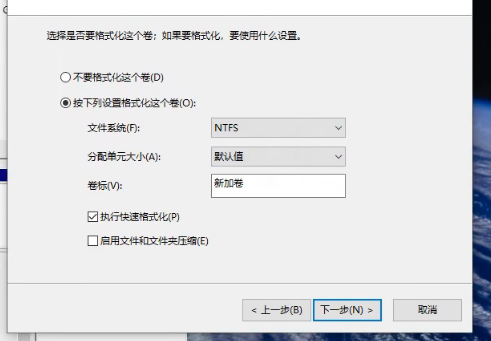 选择是否要格式化这个卷；如果要格式化，要使用什么设置。
不要格式化这个卷(D)
按下列设置格式化这个卷(O):
文件系统(F): NTFS
分配单元大小(A): 默认值
卷标(V): 新加卷
执行快速格式化(P)
启用文件和文件夹压缩(E)
< 上一步(B) 下一步(N) > 取消